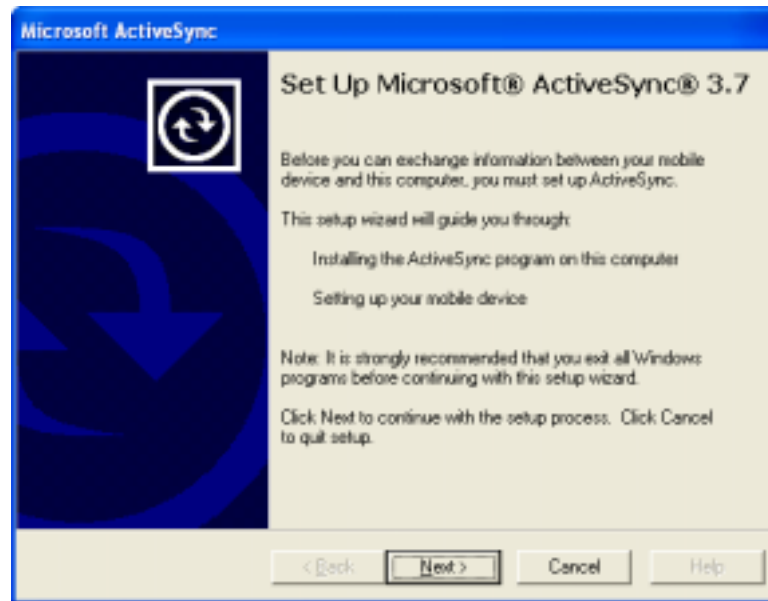 Microsoft ActiveSync
Set Up Microsoft® ActiveSync® 3.7
Before you can exchange information between your mobile
device and this computer, you must set up ActiveSync.
This setup wizard will guide you through:
Installing the ActiveSync program on this computer
Setting up your mobile device
Note: It is strongly recommended that you exit all Windows
programs before continuing with this setup wizard.
Click Next to continue with the setup process. Click Cancel
to quit setup.
< Back Next > Cancel Help